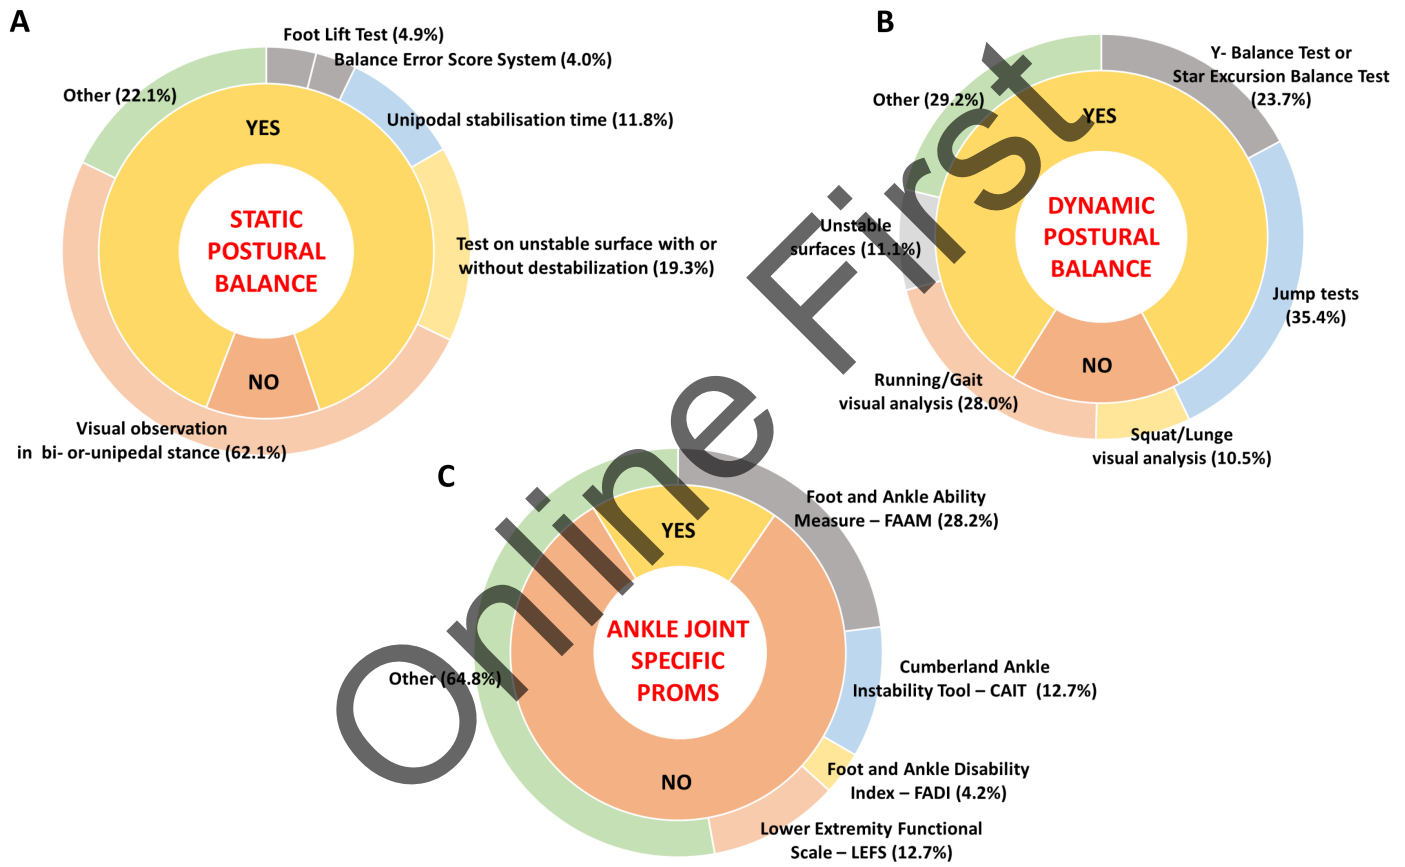 A
Foot Lift Test (4.9%)
Balance Error Score System (4.0%)
Other (22.1%)
Unipodal stabilisation time (11.8%)
YES
STATIC
POSTURAL
BALANCE
Test on unstable surface with or
without destabilization (19.3%)
NO
Visual observation
in bi- or-unipedal stance (62.1%)
B
Y- Balance Test or
Star Excursion Balance Test
(23.7%)
Other (29.2%)
YES
DYNAMIC
POSTURAL
BALANCE
Unstable
surfaces (11.1%)
Jump tests
(35.4%)
NO
Running/Gait
visual analysis (28.0%)
Squat/Lunge
visual analysis (10.5%)
C
Foot and Ankle Ability
Measure – FAAM (28.2%)
YES
ANKLE JOINT
SPECIFIC
PROMS
Other (64.8%)
Cumberland Ankle
Instability Tool – CAIT (12.7%)
NO
Foot and Ankle Disability
Index – FADI (4.2%)
Lower Extremity Functional
Scale – LEFS (12.7%)
Online First